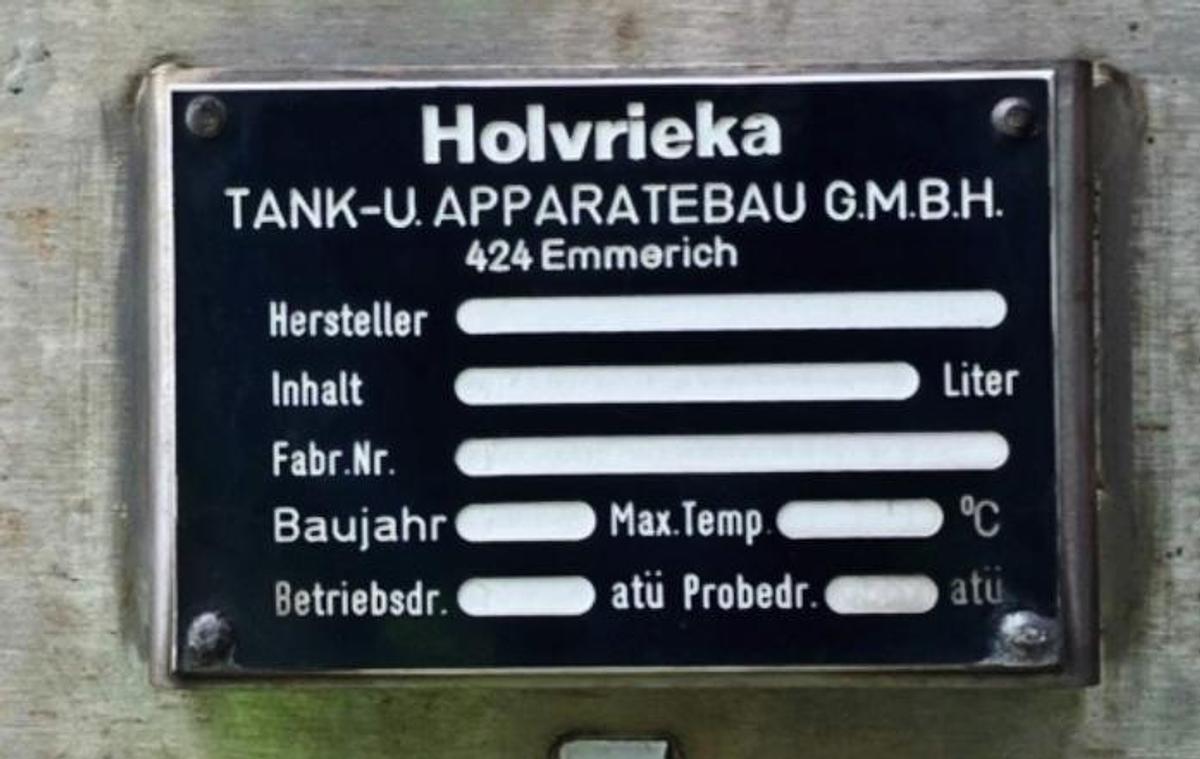 Holvrieka
TANK-U. APPARATEBAU G.M.B.H.
424 Emmerich
Hersteller
Inhalt Liter
Fabr.Nr.
Baujahr Max.Temp. °C
Betriebsdr. atü Probedr. atü